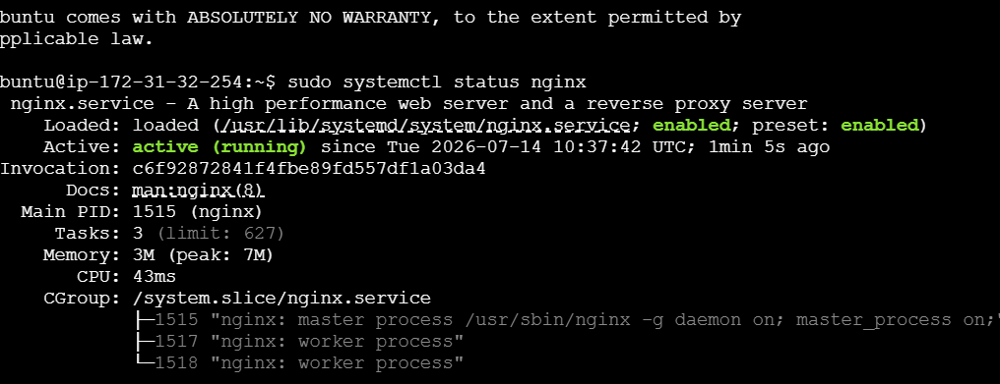 buntu comes with ABSOLUTELY NO WARRANTY, to the extent permitted by
pplicable law.
buntu@ip-172-31-32-254:~$ sudo systemctl status nginx
nginx.service - A high performance web server and a reverse proxy server
Loaded: loaded (/usr/lib/systemd/system/nginx.service; enabled; preset: enabled)
Active: active (running) since Tue 2026-07-14 10:37:42 UTC; 1min 5s ago
Invocation: c6f92872841f4fbe89fd557df1a03da4
Docs: man:nginx(8)
Main PID: 1515 (nginx)
Tasks: 3 (limit: 627)
Memory: 3M (peak: 7M)
CPU: 43ms
CGroup: /system.slice/nginx.service
├─1515 "nginx: master process /usr/sbin/nginx -g daemon on; master_process on;"
├─1517 "nginx: worker process"
└─1518 "nginx: worker process"